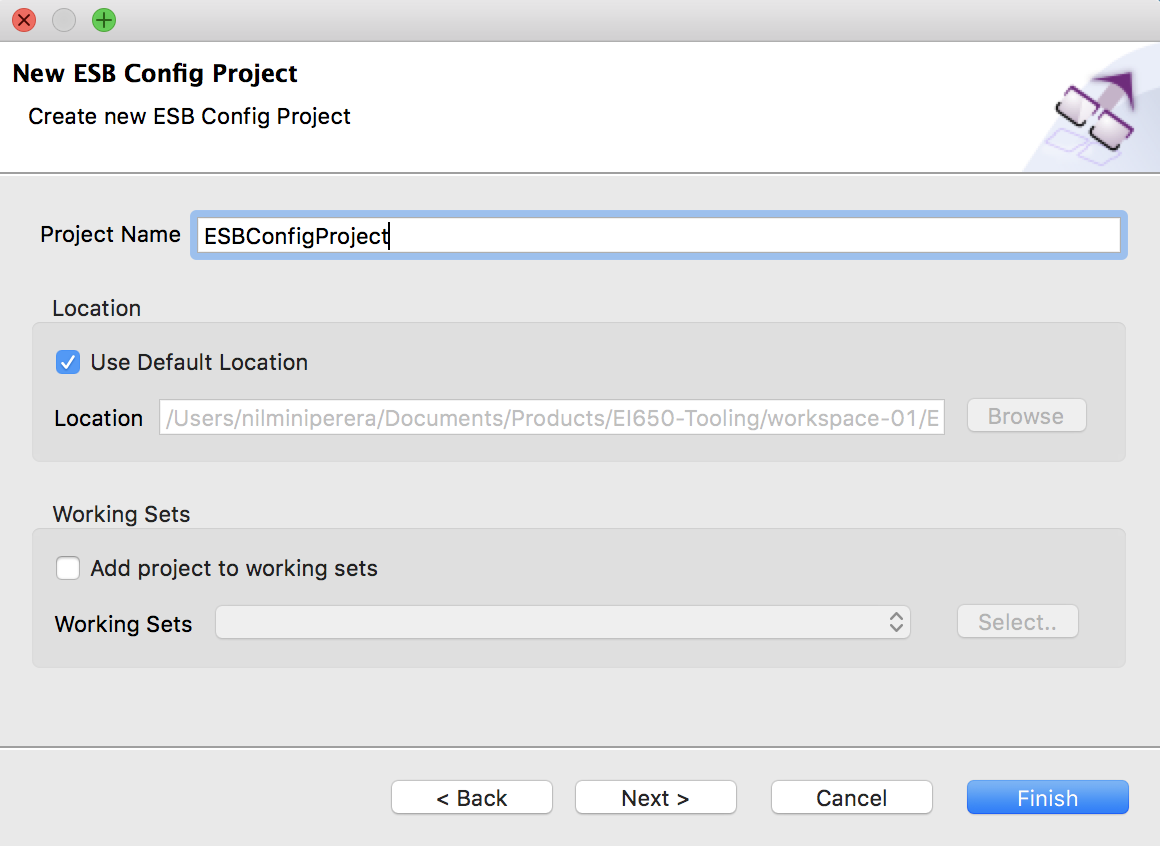 New ESB Config Project
Create new ESB Config Project
Project Name ESBConfigProject
Location
Use Default Location
Location /Users/nilminiperera/Documents/Products/EI650-Tooling/workspace-01/E Browse
Working Sets
Add project to working sets
Working Sets Select..
< Back Next > Cancel Finish